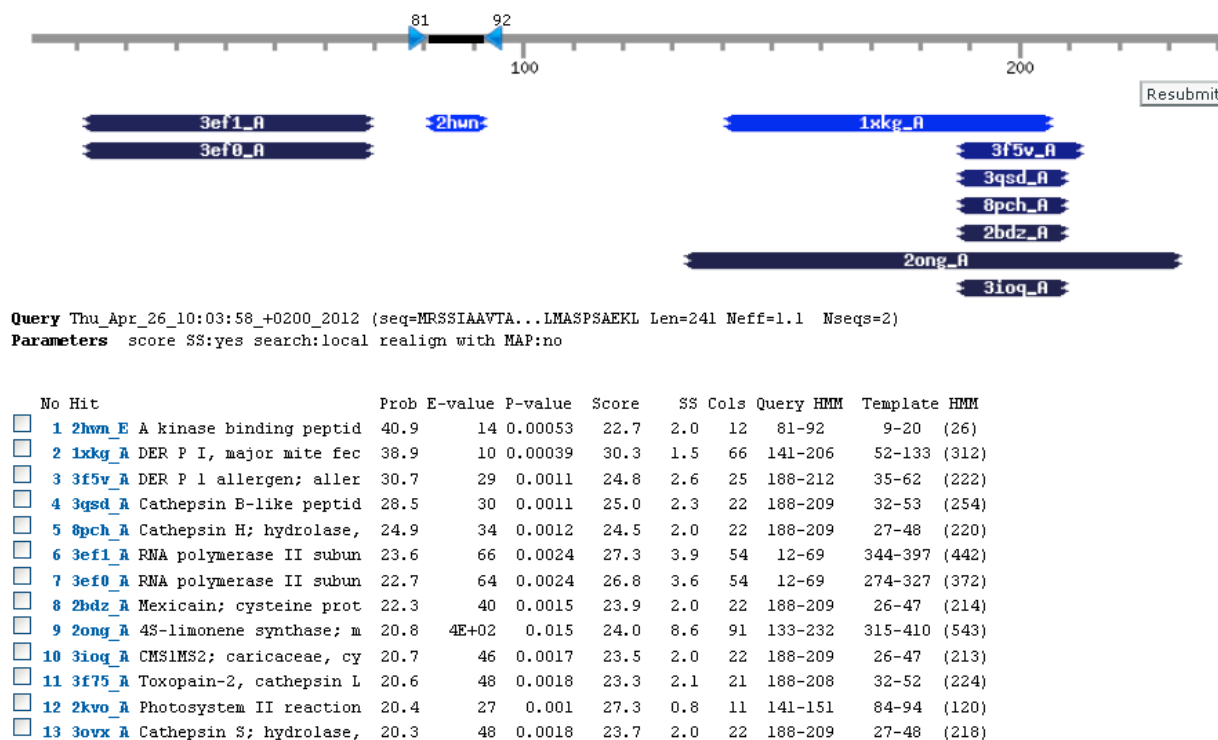 81 92
100 200
Resubmit
3ef1_A 2hwn 1xkg_A
3ef0_A 3f5v_A
3qsd_A
8pch_A
2bdz_A
2ong_A
3ioq_A
Query Thu_Apr_26_10:03:58_+0200_2012 (seq=MRSSIAAVTA...LMASPSAEKL Len=241 Neff=1.1 Nseqs=2)
Parameters score SS:yes search:local realign with MAP:no
No Hit Prob E-value P-value Score SS Cols Query HMM Template HMM
1 2hwn_E A kinase binding peptid 40.9 14 0.00053 22.7 2.0 12 81-92 9-20 (26)
2 1xkg_A DER P I, major mite fec 38.9 10 0.00039 30.3 1.5 66 141-206 52-133 (312)
3 3f5v_A DER P 1 allergen; aller 30.7 29 0.0011 24.8 2.6 25 188-212 35-62 (222)
4 3qsd_A Cathepsin B-like peptid 28.5 30 0.0011 25.0 2.3 22 188-209 32-53 (254)
5 8pch_A Cathepsin H; hydrolase, 24.9 34 0.0012 24.5 2.0 22 188-209 27-48 (220)
6 3ef1_A RNA polymerase II subun 23.6 66 0.0024 27.3 3.9 54 12-69 344-397 (442)
7 3ef0_A RNA polymerase II subun 22.7 64 0.0024 26.8 3.6 54 12-69 274-327 (372)
8 2bdz_A Mexicain; cysteine prot 22.3 40 0.0015 23.9 2.0 22 188-209 26-47 (214)
9 2ong_A 4S-limonene synthase; m 20.8 4E+02 0.015 24.0 8.6 91 133-232 315-410 (543)
10 3ioq_A CMS1MS2; caricaceae, cy 20.7 46 0.0017 23.5 2.0 22 188-209 26-47 (213)
11 3f75_A Toxopain-2, cathepsin L 20.6 48 0.0018 23.3 2.1 21 188-208 32-52 (224)
12 2kvo_A Photosystem II reaction 20.4 27 0.001 27.3 0.8 11 141-151 84-94 (120)
13 3ovx_A Cathepsin S; hydrolase, 20.3 48 0.0018 23.7 2.0 22 188-209 27-48 (218)